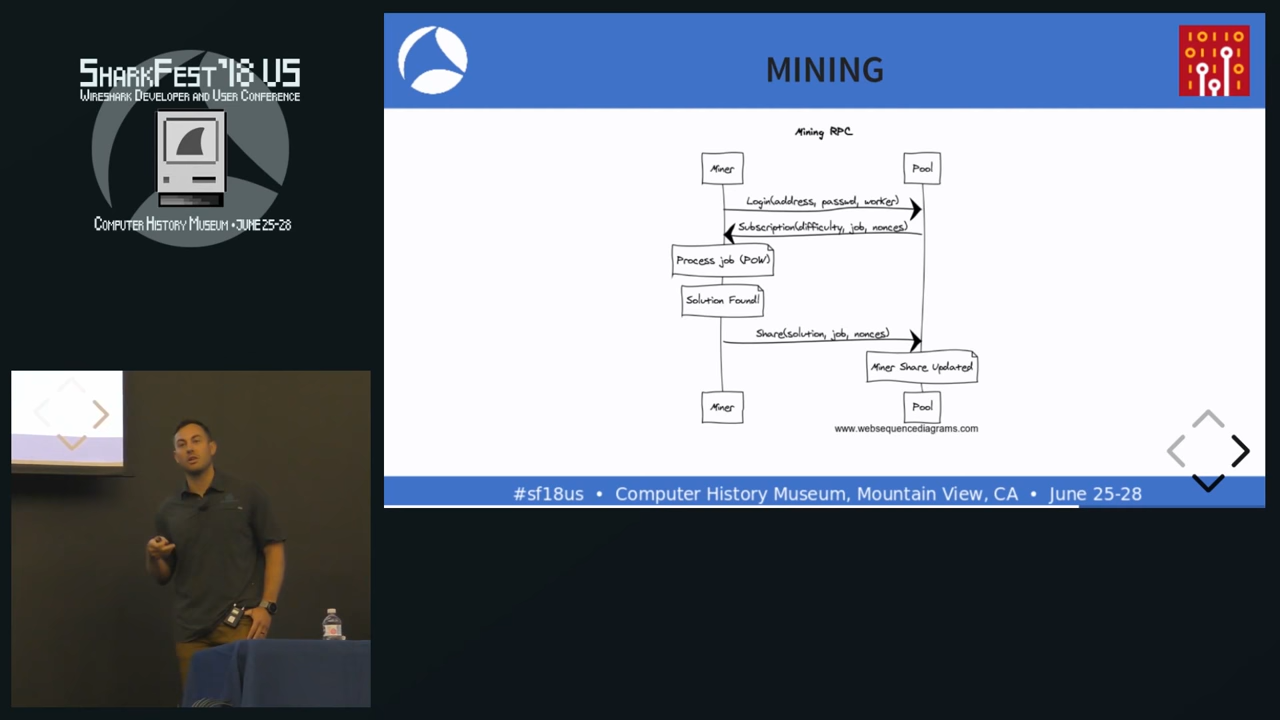 SHARKFEST'18 US
WIRESHARK DEVELOPER AND USER CONFERENCE
COMPUTER HISTORY MUSEUM • JUNE 25-28
MINING
10110
Mining RPC
Miner
Pool
Login(address, passwd, worker)
Subscription(difficulty, job, nonces)
Process job (POW)
Solution Found!
Share(solution, job, nonces)
Miner Share Updated
Miner
Pool
www.websequencediagrams.com
#sf18us • Computer History Museum, Mountain View, CA • June 25-28